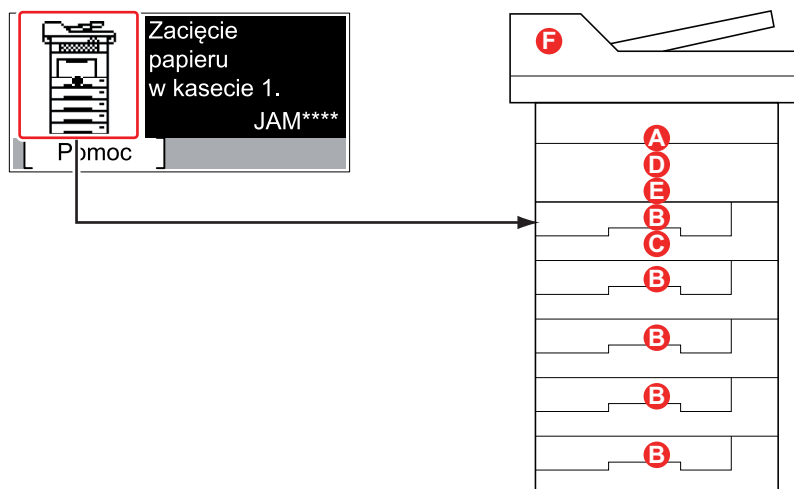 Zacięcie
papieru
w kasecie 1.
JAM****
Pomoc
F
A
D
E
B
C
B
B
B
B